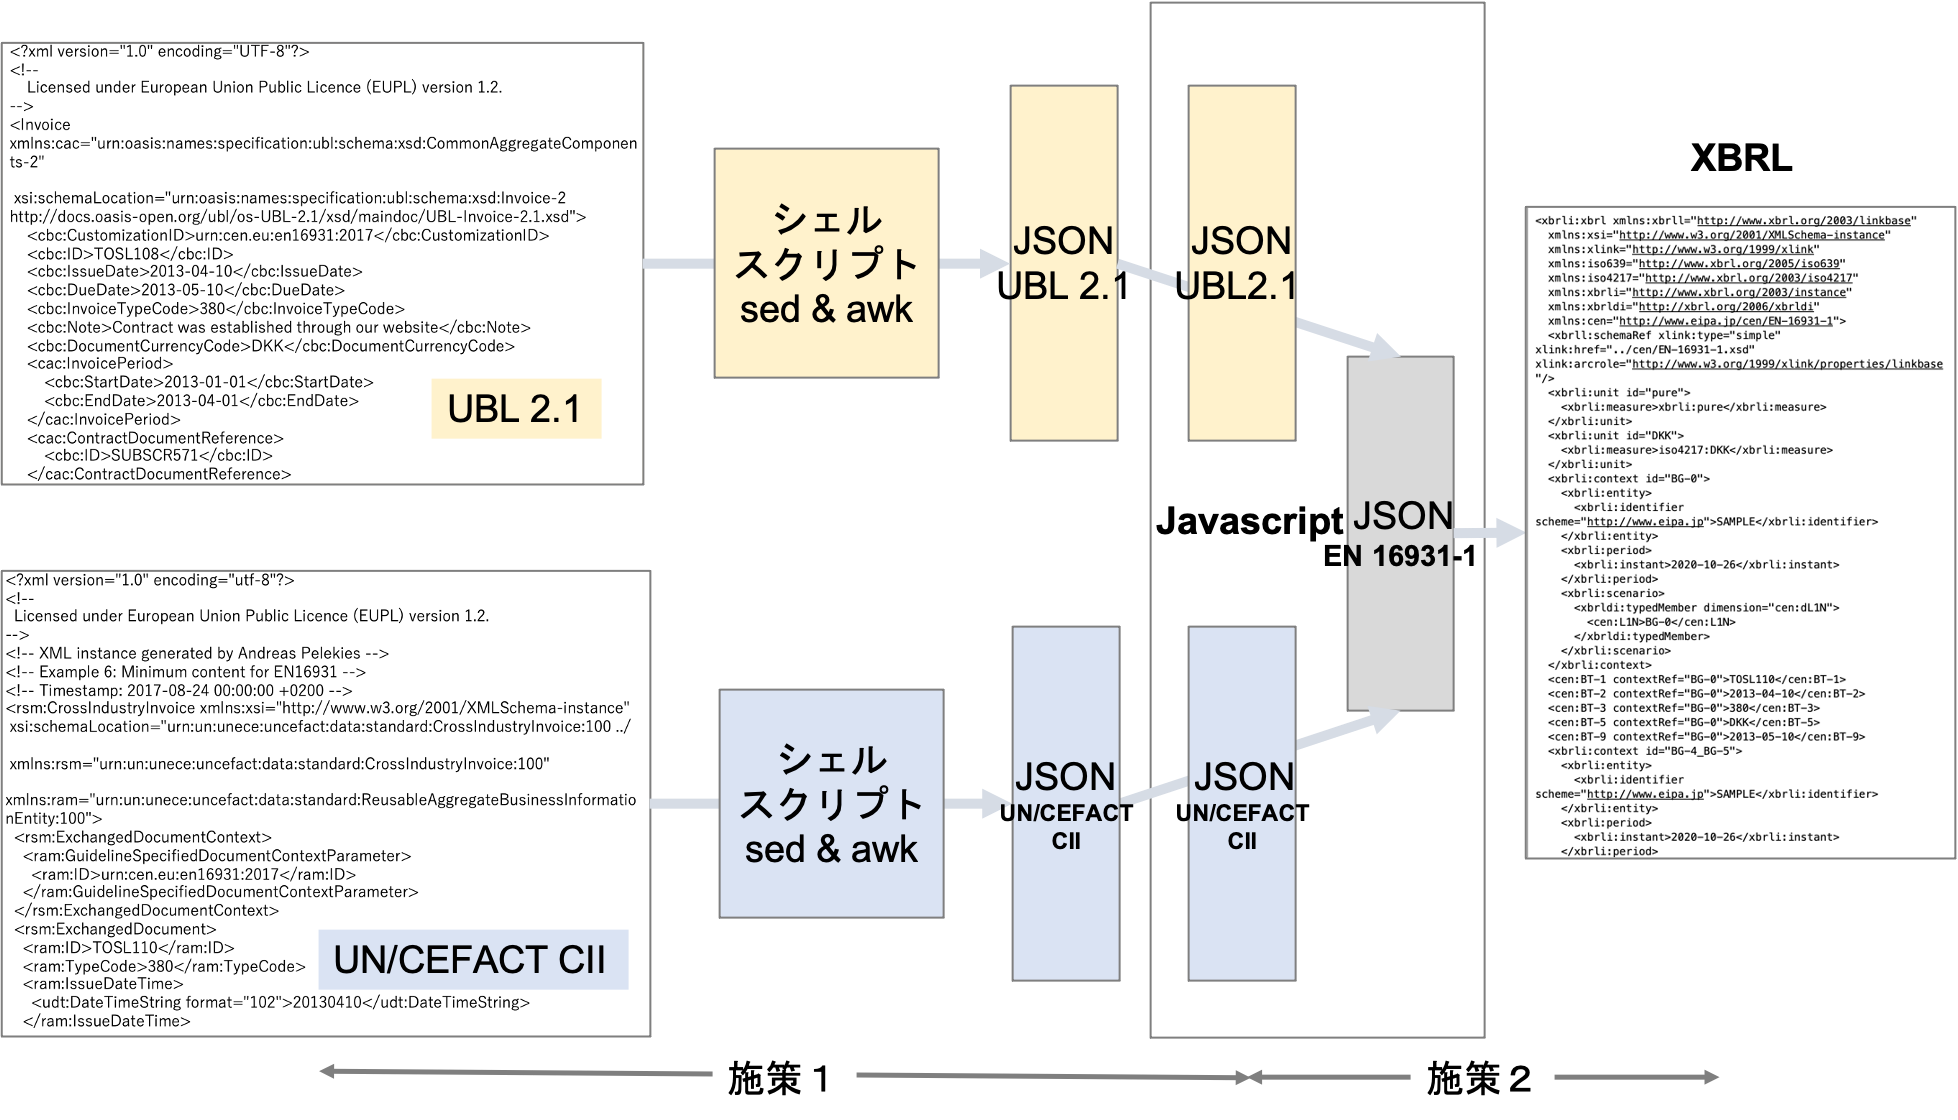 <?xml version="1.0" encoding="UTF-8"?>
<!--
Licensed under European Union Public Licence (EUPL) version 1.2.
-->
<Invoice
xmlns:cac="urn:oasis:names:specification:ubl:schema:xsd:CommonAggregateComponen
ts-2"
xsi:schemaLocation="urn:oasis:names:specification:ubl:schema:xsd:Invoice-2
http://docs.oasis-open.org/ubl/os-UBL-2.1/xsd/maindoc/UBL-Invoice-2.1.xsd">
<cbc:CustomizationID>urn:cen.eu:en16931:2017</cbc:CustomizationID>
<cbc:ID>TOSL108</cbc:ID>
<cbc:IssueDate>2013-04-10</cbc:IssueDate>
<cbc:DueDate>2013-05-10</cbc:DueDate>
<cbc:InvoiceTypeCode>380</cbc:InvoiceTypeCode>
<cbc:Note>Contract was established through our website</cbc:Note>
<cbc:DocumentCurrencyCode>DKK</cbc:DocumentCurrencyCode>
<cac:InvoicePeriod>
<cbc:StartDate>2013-01-01</cbc:StartDate>
<cbc:EndDate>2013-04-01</cbc:EndDate>
</cac:InvoicePeriod>
<cac:ContractDocumentReference>
<cbc:ID>SUBSCR571</cbc:ID>
</cac:ContractDocumentReference>
UBL 2.1
シェル
スクリプト
sed & awk
JSON
UBL 2.1
JSON
UBL2.1
<?xml version="1.0" encoding="utf-8"?>
<!--
Licensed under European Union Public Licence (EUPL) version 1.2.
-->
<!-- XML instance generated by Andreas Pelekies -->
<!-- Example 6: Minimum content for EN16931 -->
<!-- Timestamp: 2017-08-24 00:00:00 +0200 -->
<rsm:CrossIndustryInvoice xmlns:xsi="http://www.w3.org/2001/XMLSchema-instance"
xsi:schemaLocation="urn:un:unece:uncefact:data:standard:CrossIndustryInvoice:100 ../
xmlns:rsm="urn:un:unece:uncefact:data:standard:CrossIndustryInvoice:100"
xmlns:ram="urn:un:unece:uncefact:data:standard:ReusableAggregateBusinessInformatio
nEntity:100">
<rsm:ExchangedDocumentContext>
<ram:GuidelineSpecifiedDocumentContextParameter>
<ram:ID>urn:cen.eu:en16931:2017</ram:ID>
</ram:GuidelineSpecifiedDocumentContextParameter>
</rsm:ExchangedDocumentContext>
<rsm:ExchangedDocument>
<ram:ID>TOSL110</ram:ID>
<ram:TypeCode>380</ram:TypeCode>
<ram:IssueDateTime>
<udt:DateTimeString format="102">20130410</udt:DateTimeString>
</ram:IssueDateTime>
UN/CEFACT CII
シェル
スクリプト
sed & awk
JSON
UN/CEFACT
CII
JSON
UN/CEFACT
CII
Javascript
JSON
EN 16931-1
XBRL
<xbrli:xbrl xmlns:xbrll="http://www.xbrl.org/2003/linkbase"
xmlns:xsi="http://www.w3.org/2001/XMLSchema-instance"
xmlns:xlink="http://www.w3.org/1999/xlink"
xmlns:iso639="http://www.xbrl.org/2005/iso639"
xmlns:iso4217="http://www.xbrl.org/2003/iso4217"
xmlns:xbrli="http://www.xbrl.org/2003/instance"
xmlns:xbrldi="http://xbrl.org/2006/xbrldi"
xmlns:cen="http://www.eipa.jp/cen/EN-16931-1">
<xbrll:schemaRef xlink:type="simple"
xlink:href="../cen/EN-16931-1.xsd"
xlink:arcrole="http://www.w3.org/1999/xlink/properties/linkbase
"/>
<xbrli:unit id="pure">
<xbrli:measure>xbrli:pure</xbrli:measure>
</xbrli:unit>
<xbrli:unit id="DKK">
<xbrli:measure>iso4217:DKK</xbrli:measure>
</xbrli:unit>
<xbrli:context id="BG-0">
<xbrli:entity>
<xbrli:identifier
scheme="http://www.eipa.jp">SAMPLE</xbrli:identifier>
</xbrli:entity>
<xbrli:period>
<xbrli:instant>2020-10-26</xbrli:instant>
</xbrli:period>
<xbrli:scenario>
<xbrldi:typedMember dimension="cen:dL1N">
<cen:L1N>BG-0</cen:L1N>
</xbrldi:typedMember>
</xbrli:scenario>
</xbrli:context>
<cen:BT-1 contextRef="BG-0">TOSL110</cen:BT-1>
<cen:BT-2 contextRef="BG-0">2013-04-10</cen:BT-2>
<cen:BT-3 contextRef="BG-0">380</cen:BT-3>
<cen:BT-5 contextRef="BG-0">DKK</cen:BT-5>
<cen:BT-9 contextRef="BG-0">2013-05-10</cen:BT-9>
<xbrli:context id="BG-4_BG-5">
<xbrli:entity>
<xbrli:identifier
scheme="http://www.eipa.jp">SAMPLE</xbrli:identifier>
</xbrli:entity>
<xbrli:period>
<xbrli:instant>2020-10-26</xbrli:instant>
</xbrli:period>
施策１
施策２